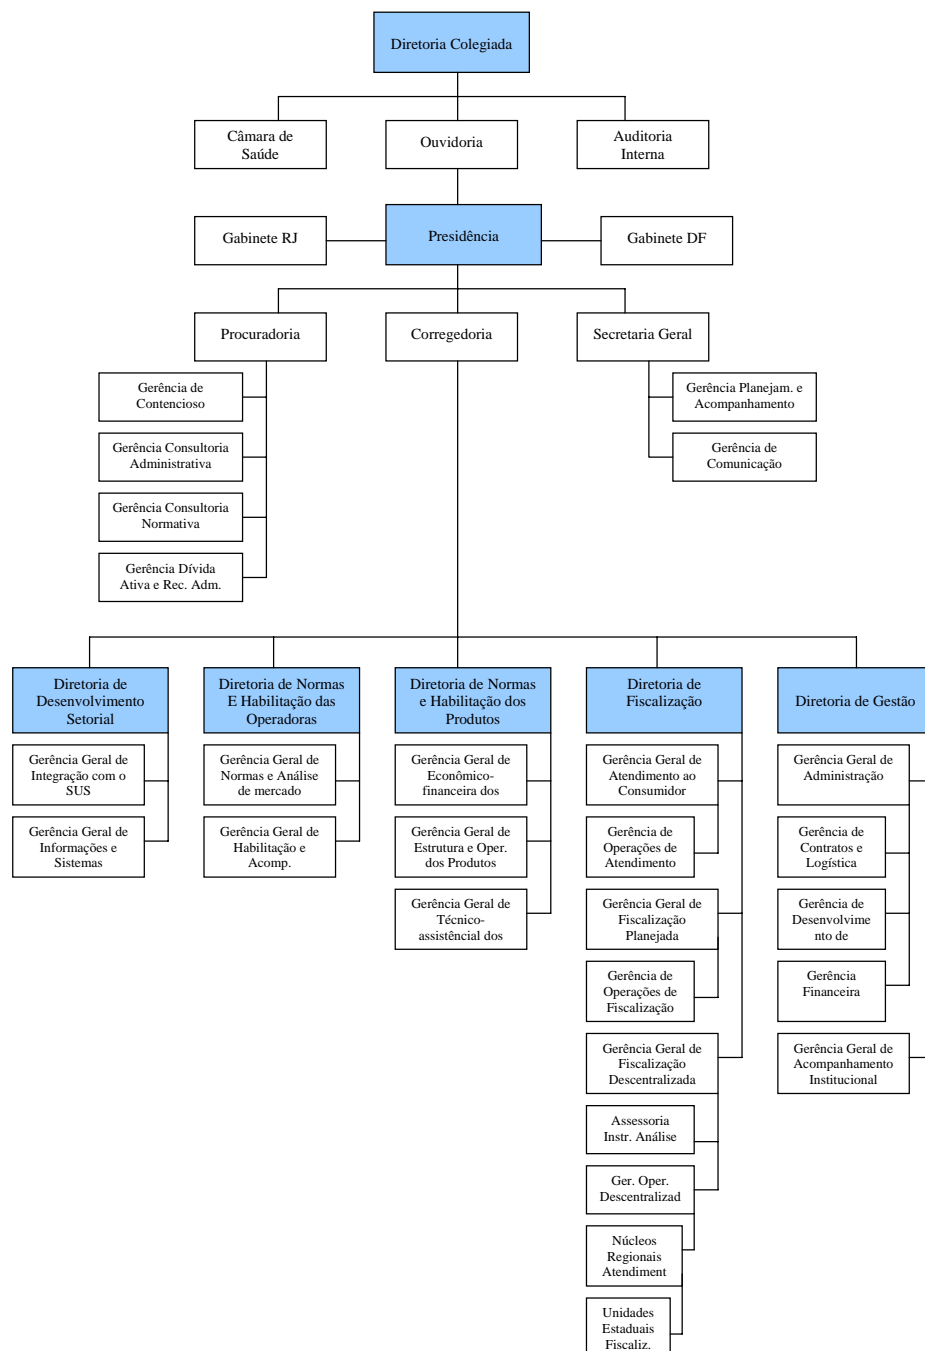 Diretoria Colegiada
Câmara de
Saúde
Ouvidoria
Auditoria
Interna
Gabinete RJ
Presidência
Gabinete DF
Procuradoria
Corregedoria
Secretaria Geral
Gerência de
Contencioso
Gerência Consultoria
Administrativa
Gerência Consultoria
Normativa
Gerência Dívida
Ativa e Rec. Adm.
Gerência Planejam. e
Acompanhamento
Gerência de
Comunicação
Diretoria de
Desenvolvimento
Setorial
Gerência Geral de
Integração com o
SUS
Gerência Geral de
Informações e
Sistemas
Diretoria de Normas
E Habilitação das
Operadoras
Gerência Geral de
Normas e Análise
de mercado
Gerência Geral de
Habilitação e
Acomp.
Diretoria de Normas
e Habilitação dos
Produtos
Gerência Geral de
Econômico-
financeira dos
Gerência Geral de
Estrutura e Oper.
dos Produtos
Gerência Geral de
Técnico-
assistêncial dos
Diretoria de
Fiscalização
Gerência Geral de
Atendimento ao
Consumidor
Gerência de
Operações de
Atendimento
Gerência Geral de
Fiscalização
Planejada
Gerência de
Operações de
Fiscalização
Gerência Geral de
Fiscalização
Descentralizada
Assessoria
Instr. Análise
Ger. Oper.
Descentralizad
Núcleos
Regionais
Atendiment
Unidades
Estaduais
Fiscaliz.
Diretoria de Gestão
Gerência Geral de
Administração
Gerência de
Contratos e
Logística
Gerência de
Desenvolvime
nto de
Gerência
Financeira
Gerência Geral de
Acompanhamento
Institucional